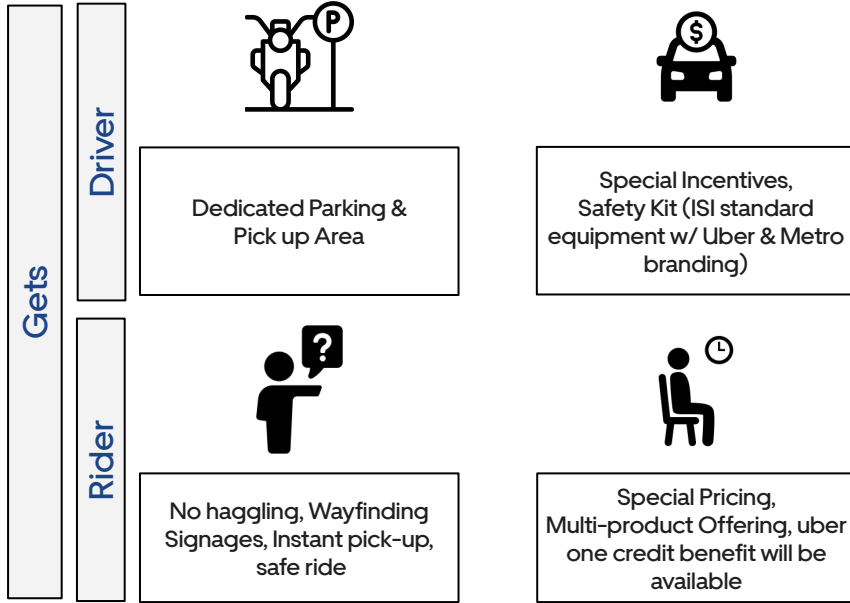 Gets
Driver
P
$
Dedicated Parking &
Pick up Area
Special Incentives,
Safety Kit (ISI standard
equipment w/ Uber & Metro
branding)
Rider
?
No haggling, Wayfinding
Signages, Instant pick-up,
safe ride
Special Pricing,
Multi-product Offering, uber
one credit benefit will be
available